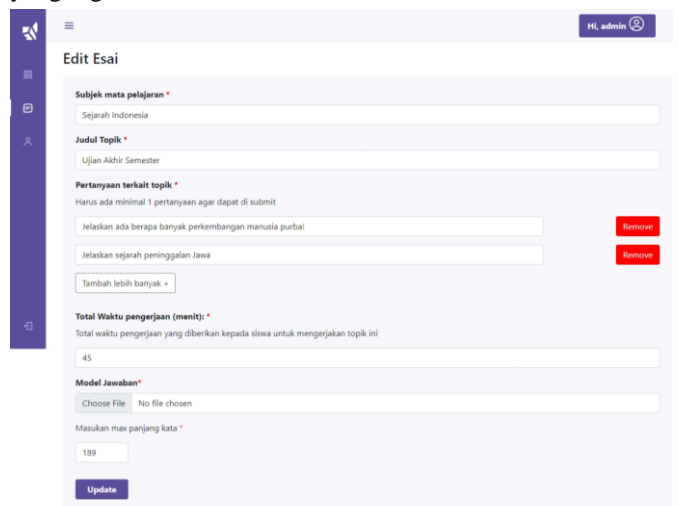 Hi, admin
Edit Esai
Subjek mata pelajaran *
Sejarah Indonesia
Judul Topik *
Ujian Akhir Semester
Pertanyaan terkait topik *
Harus ada minimal 1 pertanyaan agar dapat di submit
Jelaskan ada berapa banyak perkembangan manusia purba!
Remove
Jelaskan sejarah peninggalan Jawa
Remove
Tambah lebih banyak +
Total Waktu pengerjaan (menit): *
Total waktu pengerjaan yang diberikan kepada siswa untuk mengerjakan topik ini
45
Model Jawaban*
Choose File No file chosen
Masukan max panjang kata *
189
Update